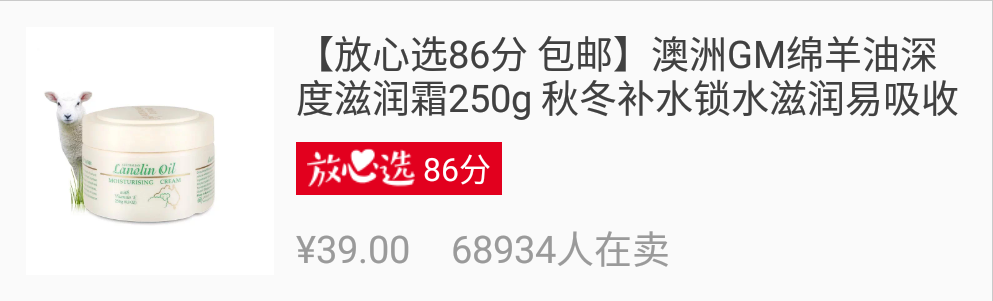 【放心选86分 包邮】澳洲GM绵羊油深
度滋润霜250g 秋冬补水锁水滋润易吸收
放心选 86分
¥39.00 68934人在卖
Lanolin Oil
MOISTURISING CREAM